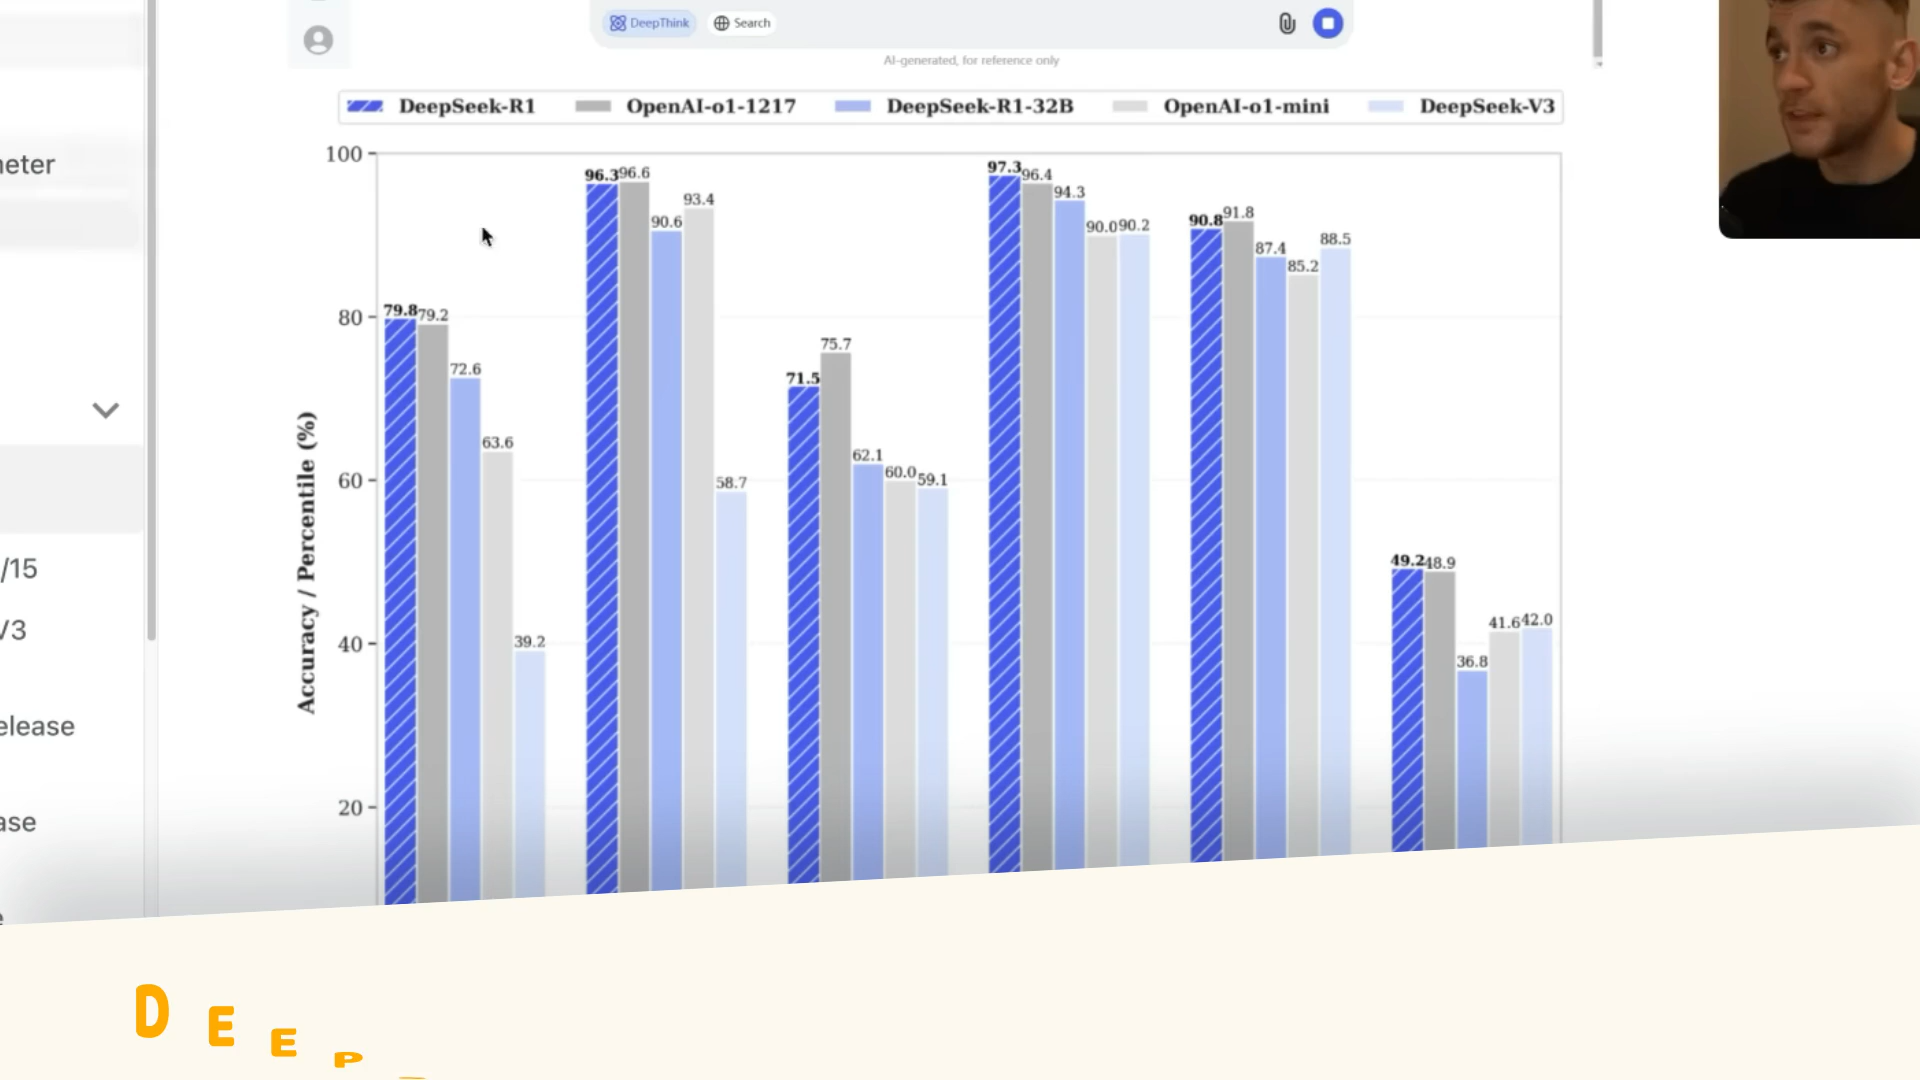 DeepThink
Search
AI-generated, for reference only
DeepSeek-R1 OpenAI-o1-1217 DeepSeek-R1-32B OpenAI-o1-mini DeepSeek-V3
Accuracy / Percentile (%)
100
80
60
40
20
79.8 79.2 72.6 63.6 39.2
96.3 96.6 90.6 93.4 58.7
71.5 75.7 62.1 60.0 59.1
97.3 96.4 94.3 90.0 90.2
90.8 91.8 87.4 85.2 88.5
49.2 48.9 36.8 41.6 42.0
neter
/15
V3
elease
ase
e
DEEP